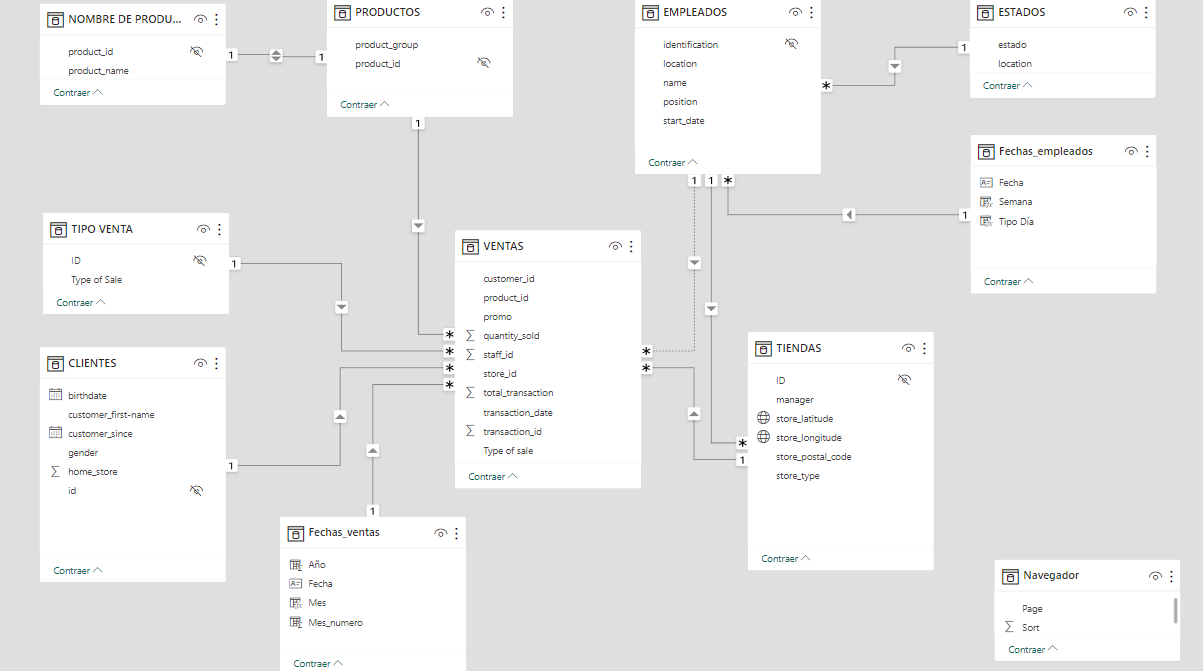 NOMBRE DE PRODU...
product_id
product_name
Contraer
PRODUCTOS
product_group
product_id
Contraer
EMPLEADOS
identification
location
name
position
start_date
Contraer
ESTADOS
estado
location
Contraer
Fechas_empleados
Fecha
Semana
Tipo Día
Contraer
TIPO VENTA
ID
Type of Sale
Contraer
VENTAS
customer_id
product_id
promo
quantity_sold
staff_id
store_id
total_transaction
transaction_date
transaction_id
Type of sale
Contraer
CLIENTES
birthdate
customer_first-name
customer_since
gender
home_store
id
Contraer
TIENDAS
ID
manager
store_latitude
store_longitude
store_postal_code
store_type
Contraer
Fechas_ventas
Año
Fecha
Mes
Mes_numero
Contraer
Navegador
Page
Sort
Contraer
1
1
1
1
*
1
1
*
1
1
*
*
*
*
1
1
*
*
*
1
1